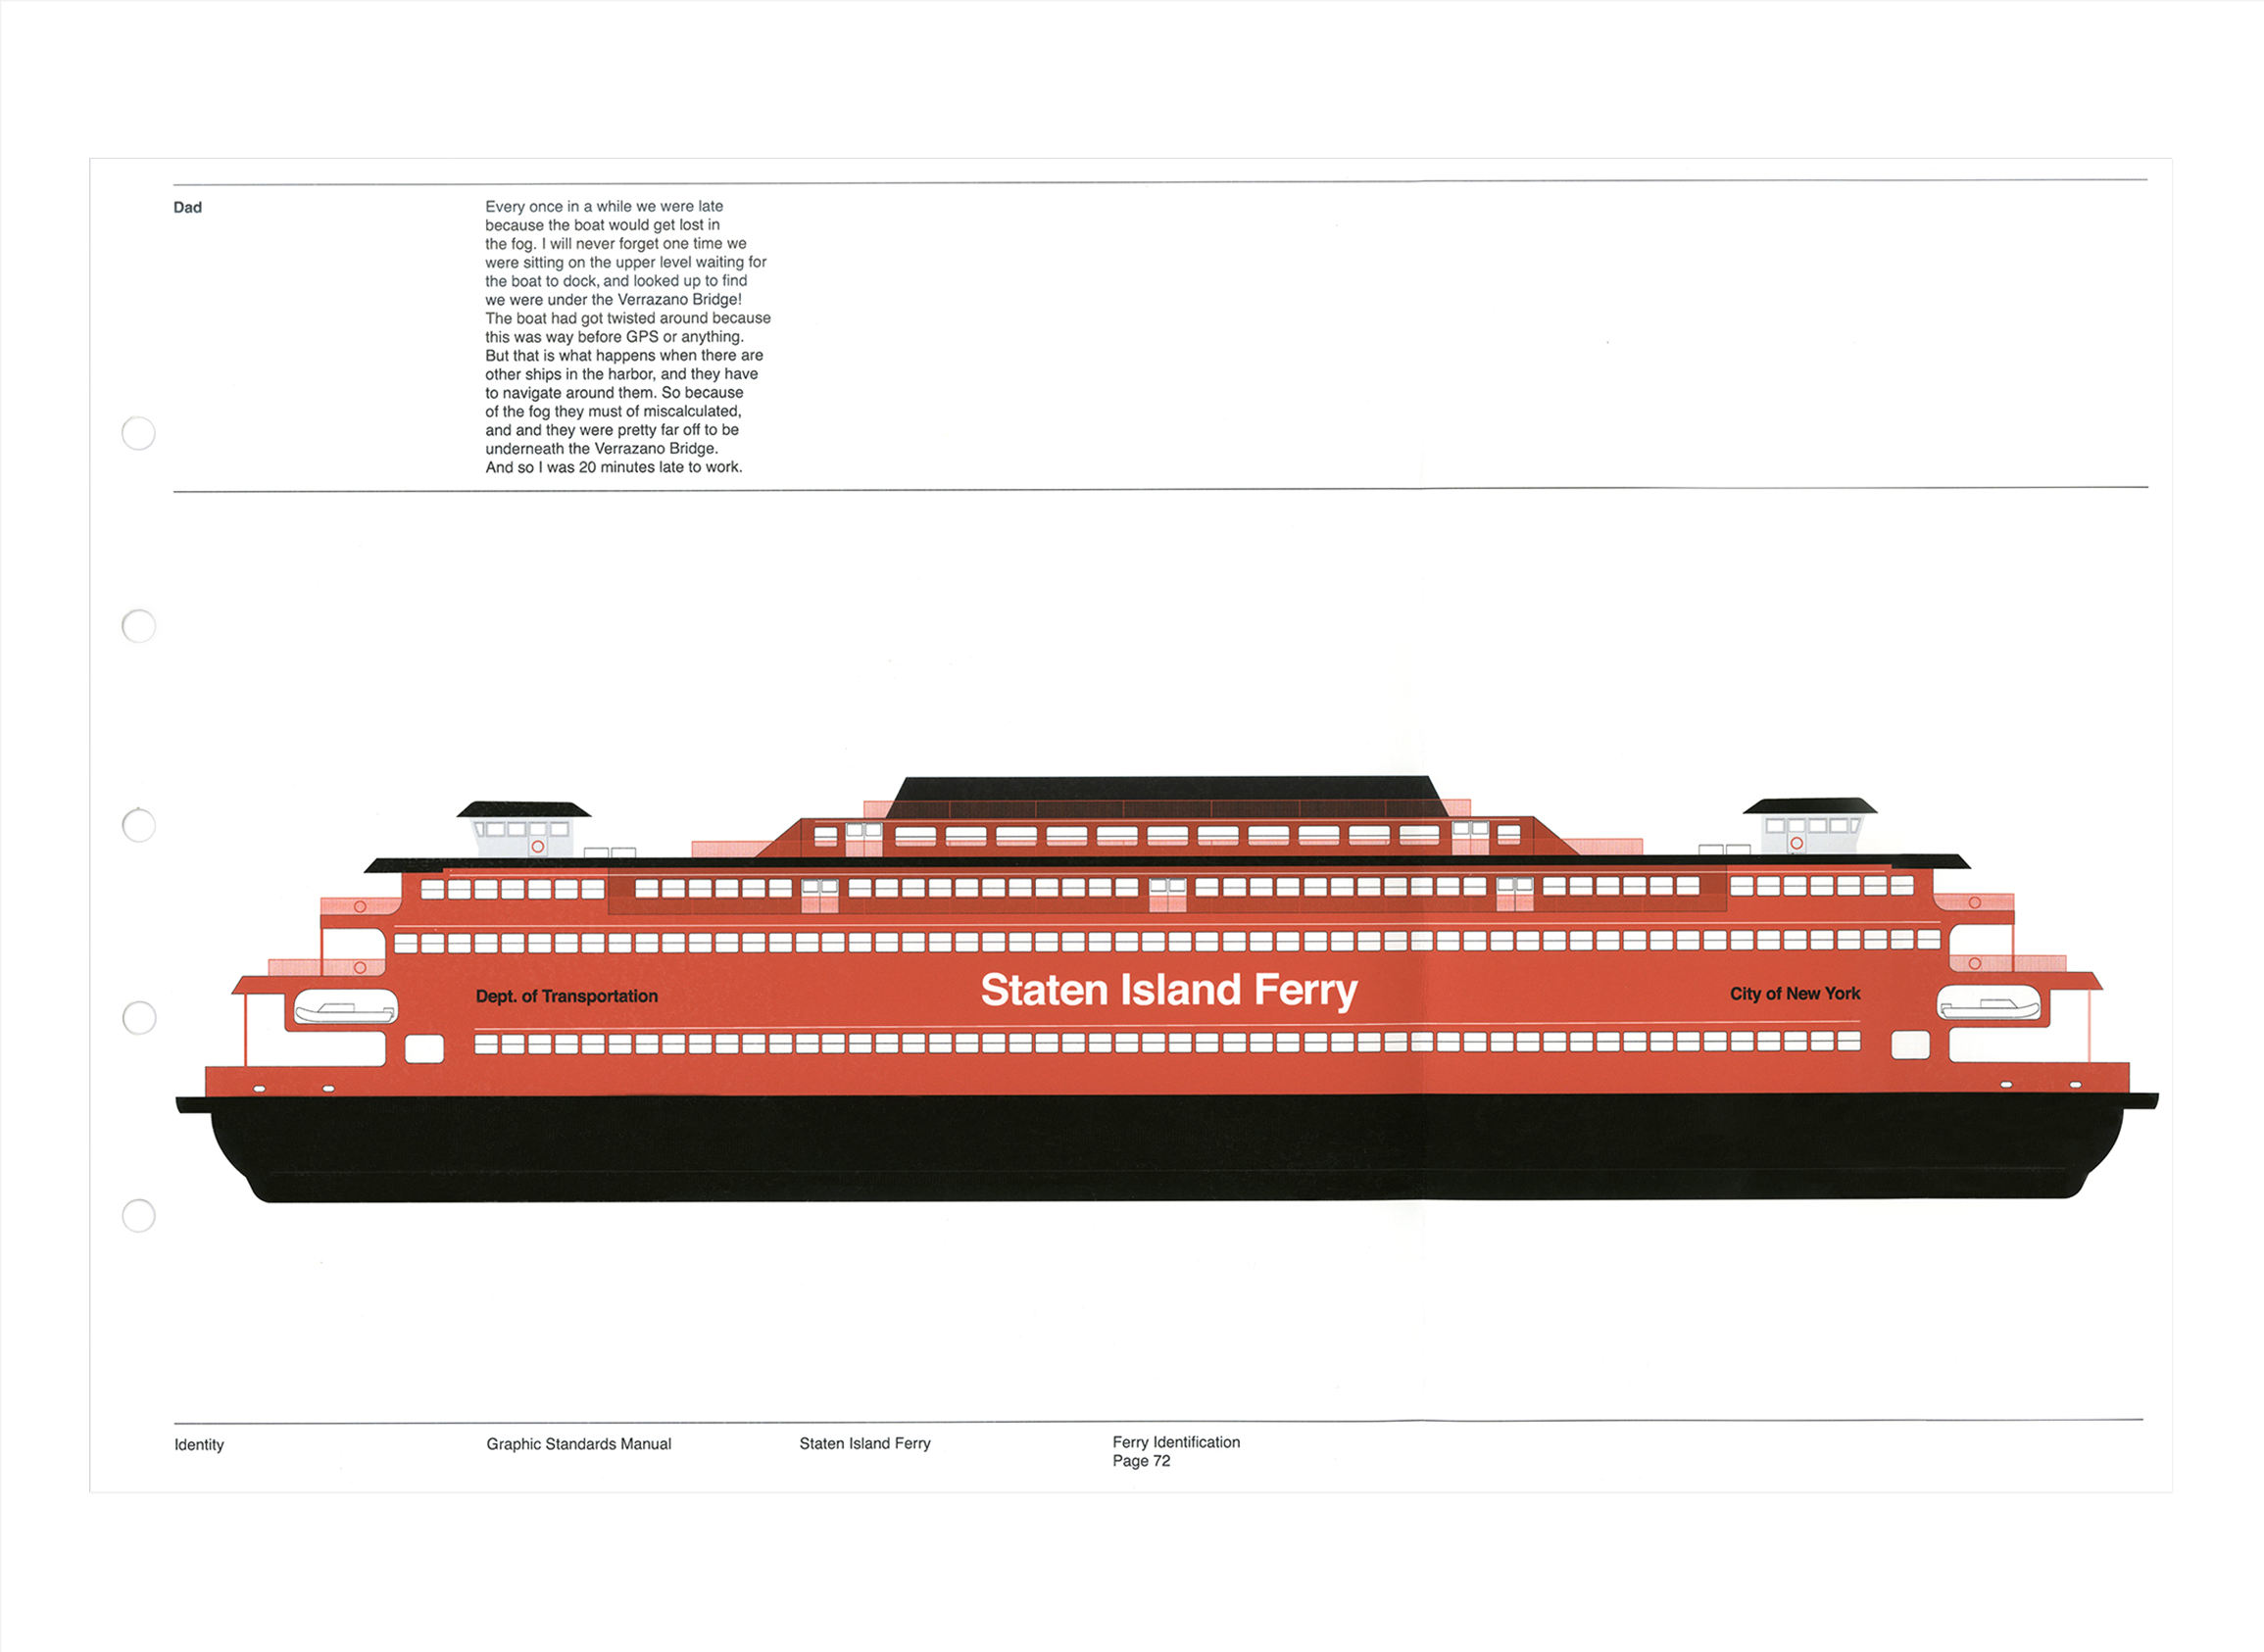 Dad
Every once in a while we were late
because the boat would get lost in
the fog. I will never forget one time we
were sitting on the upper level waiting for
the boat to dock, and looked up to find
we were under the Verrazano Bridge!
The boat had got twisted around because
this was way before GPS or anything.
But that is what happens when there are
other ships in the harbor, and they have
to navigate around them. So because
of the fog they must of miscalculated,
and and they were pretty far off to be
underneath the Verrazano Bridge.
And so I was 20 minutes late to work.
Dept. of Transportation
Staten Island Ferry
City of New York
Identity
Graphic Standards Manual
Staten Island Ferry
Ferry Identification
Page 72